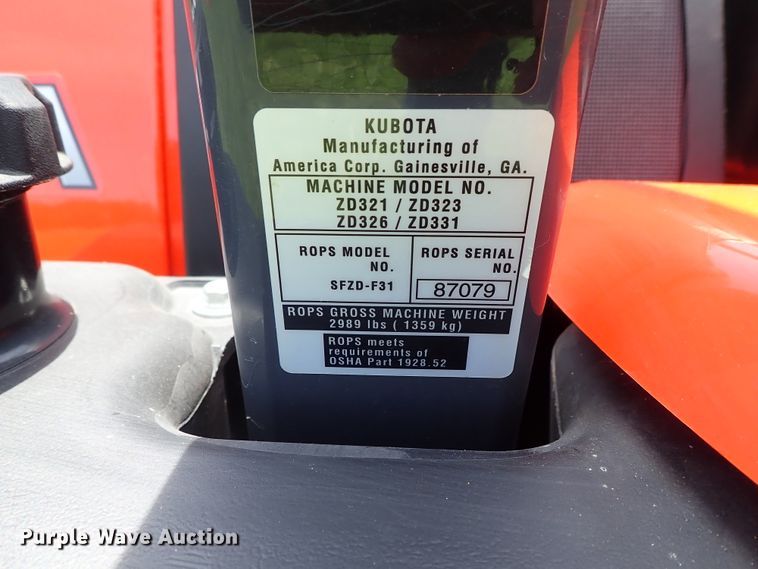 KUBOTA
Manufacturing of
America Corp. Gainesville, GA.
MACHINE MODEL NO.
ZD321 / ZD323
ZD326 / ZD331
ROPS MODEL
NO.
SFZD-F31
ROPS SERIAL
NO.
87079
ROPS GROSS MACHINE WEIGHT
2989 lbs ( 1359 kg)
ROPS meets
requirements of
OSHA Part 1928.52
Purple Wave Auction